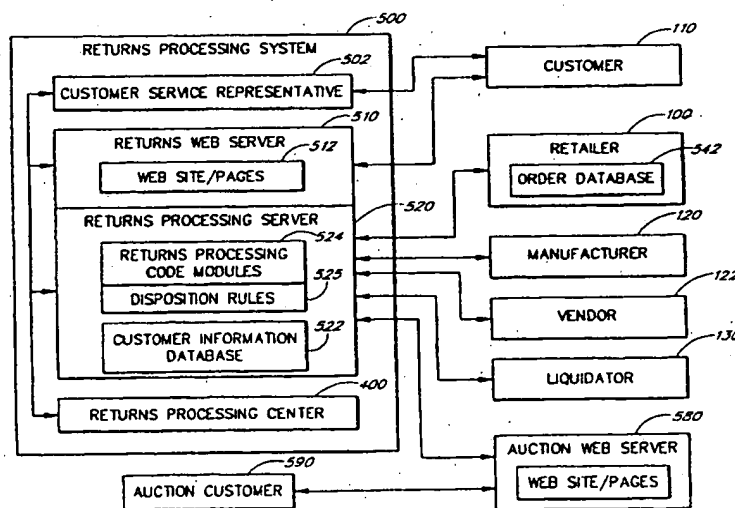 500
RETURNS PROCESSING SYSTEM
502
CUSTOMER SERVICE REPRESENTATIVE
510
RETURNS WEB SERVER
512
WEB SITE/PAGES
RETURNS PROCESSING SERVER
520
524
RETURNS PROCESSING
CODE MODULES
525
DISPOSITION RULES
522
CUSTOMER INFORMATION
DATABASE
400
RETURNS PROCESSING CENTER
590
AUCTION CUSTOMER
110
CUSTOMER
100
RETAILER
542
ORDER DATABASE
120
MANUFACTURER
122
VENDOR
130
LIQUIDATOR
580
AUCTION WEB SERVER
WEB SITE/PAGES